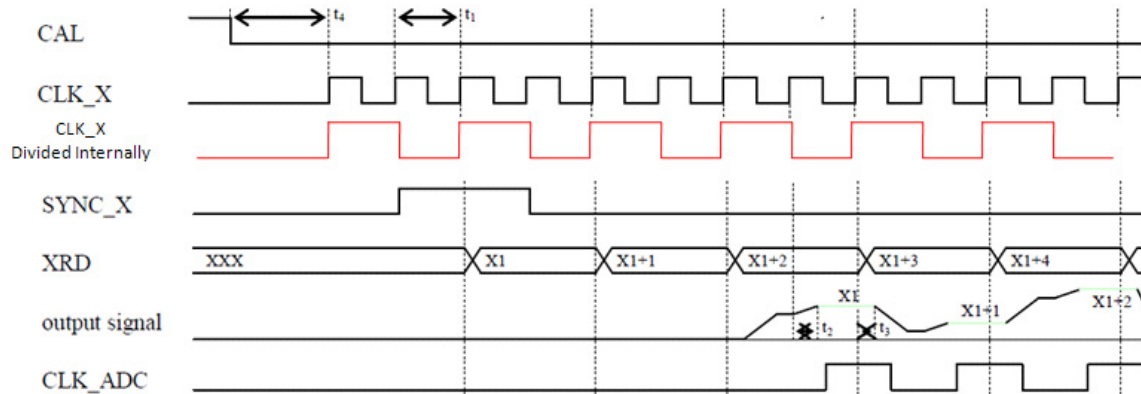 CAL
t4
t1
CLK_X
CLK_X
Divided Internally
SYNC_X
XRD
XXX
X1
X1+1
X1+2
X1+3
X1+4
output signal
X1
t2
t3
X1+1
X1+2
CLK_ADC